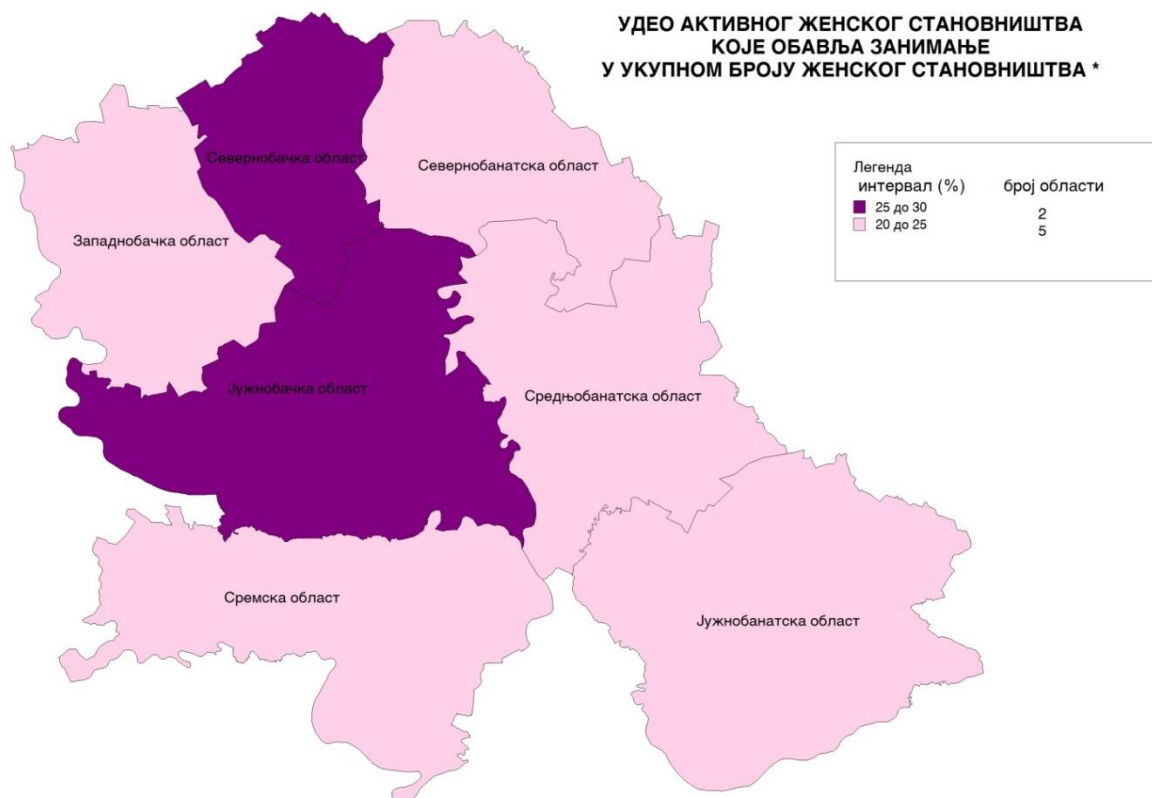 УДЕО АКТИВНОГ ЖЕНСКОГ СТАНОВНИШТВА
КОЈЕ ОБАВЉА ЗАНИМАЊЕ
У УКУПНОМ БРОЈУ ЖЕНСКОГ СТАНОВНИШТВА *
Легенда
интервал (%) број области
25 до 30 2
20 до 25 5
Севернобачка област
Севернобанатска област
Западнобачка област
Јужнобачка област
Средњобанатска област
Сремска област
Јужнобанатска област